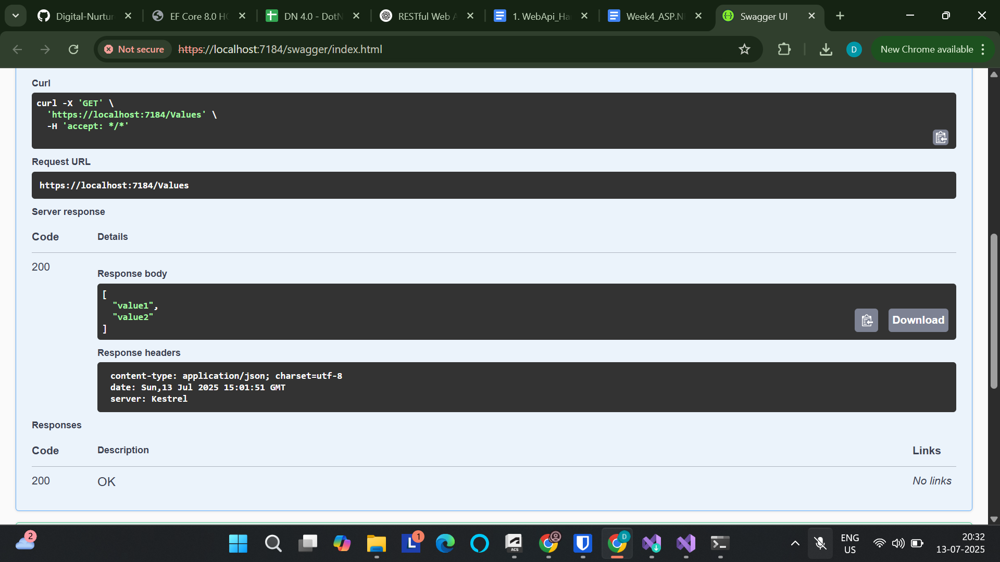 Digital-Nurtur
EF Core 8.0 HO
DN 4.0 - DotN
RESTful Web A
1. WebApi_Ha
Week4_ASP.N
Swagger UI
Not secure
https://localhost:7184/swagger/index.html
D
New Chrome available
Curl
curl -X 'GET' \
'https://localhost:7184/Values' \
-H 'accept: */*'
Request URL
https://localhost:7184/Values
Server response
Code Details
200
Response body
[
"value1",
"value2"
]
Download
Response headers
content-type: application/json; charset=utf-8
date: Sun,13 Jul 2025 15:01:51 GMT
server: Kestrel
Responses
Code Description Links
200 OK No links
2
L
1
ACS
D
ENG
US
20:32
13-07-2025